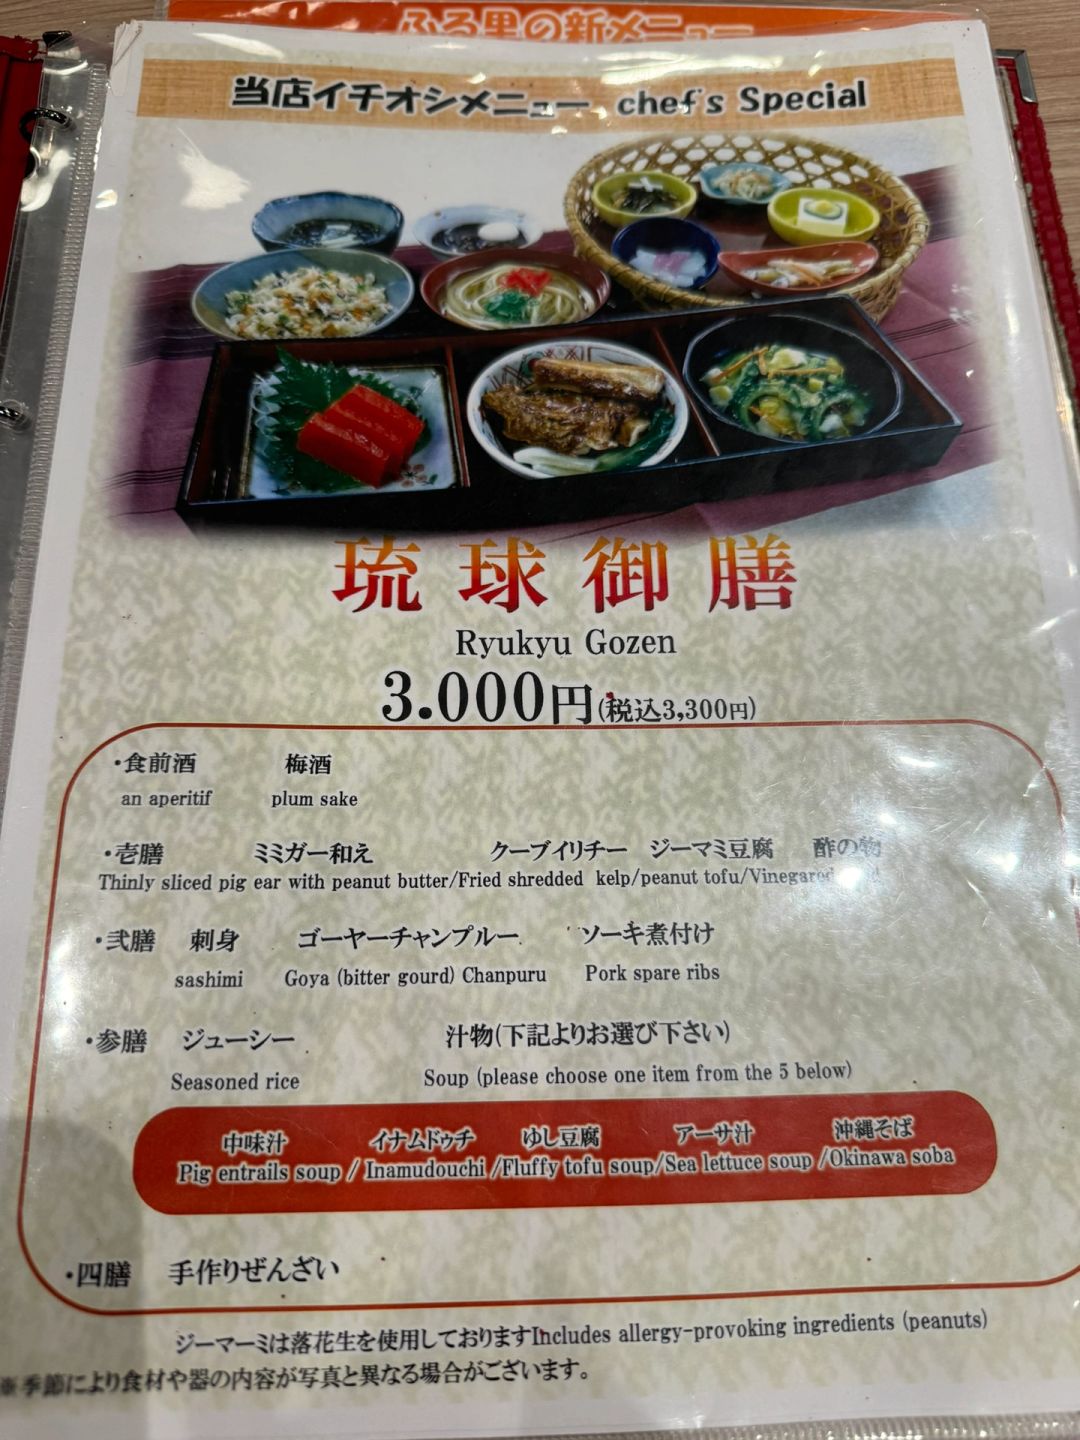 ふる里の新メニュー
当店イチオシメニュー chef's Special
琉球御膳
Ryukyu Gozen
3.000円(税込3,300円)
・食前酒 梅酒
an aperitif plum sake
・壱膳 ミミガー和え クーブイリチー ジーマミ豆腐 酢の物
Thinly sliced pig ear with peanut butter/Fried shredded kelp/peanut tofu/Vinegared
・弐膳 刺身 ゴーヤーチャンプルー ソーキ煮付け
sashimi Goya (bitter gourd) Chanpuru Pork spare ribs
・参膳 ジューシー 汁物(下記よりお選び下さい)
Seasoned rice Soup (please choose one item from the 5 below)
中味汁 イナムドゥチ ゆし豆腐 アーサ汁 沖縄そば
Pig entrails soup / Inamudouchi /Fluffy tofu soup/Sea lettuce soup /Okinawa soba
・四膳 手作りぜんざい
ジーマーミは落花生を使用しておりますIncludes allergy-provoking ingredients (peanuts)
※季節により食材や器の内容が写真と異なる場合がございます。